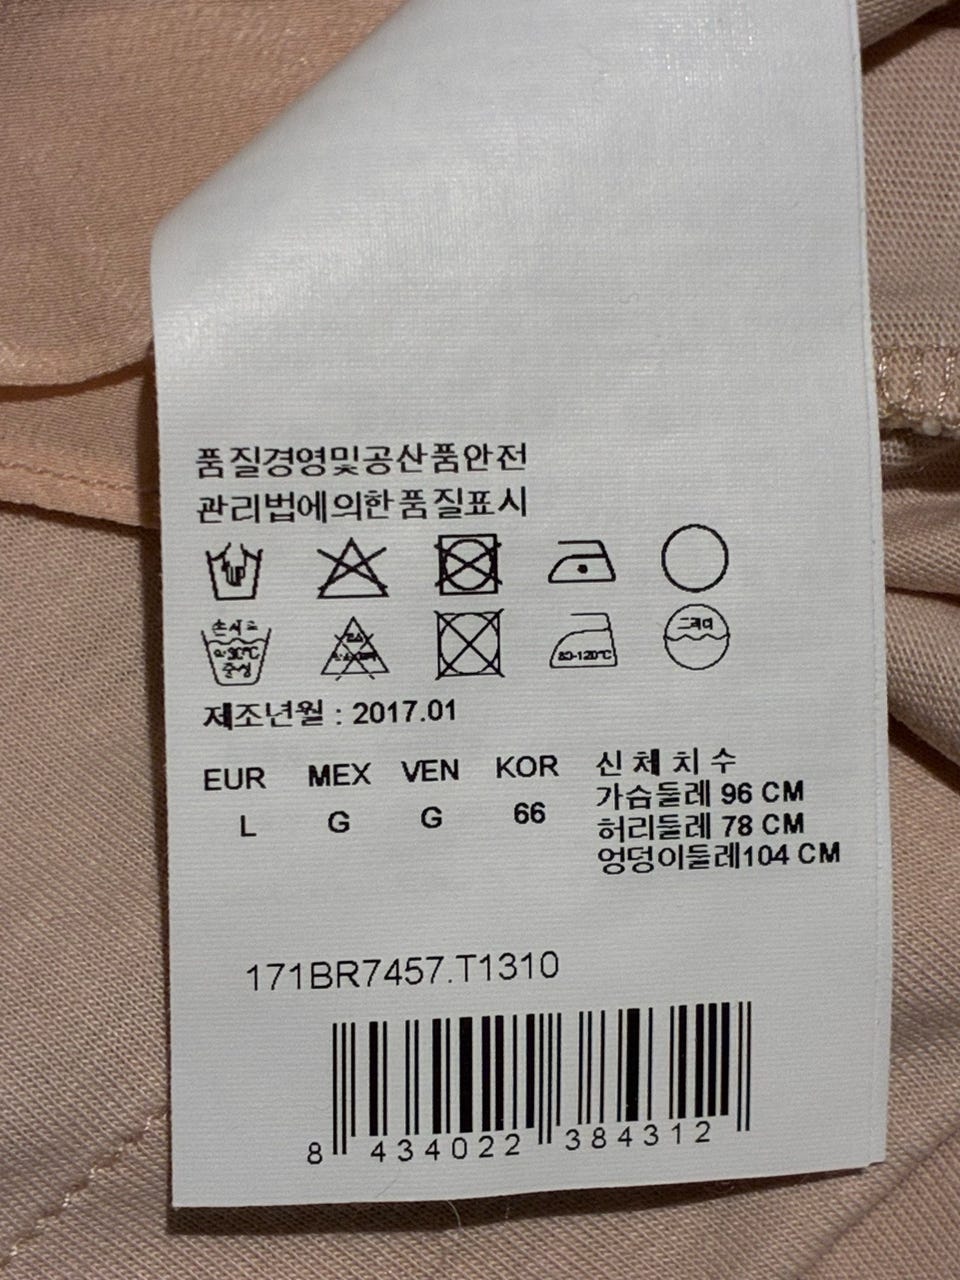 품질경영및공산품안전
관리법에의한품질표시
손세탁
약30℃
중성
80-120℃
드라이
제조년월 : 2017.01
EUR MEX VEN KOR
L G G 66
신체치수
가슴둘레 96 CM
허리둘레 78 CM
엉덩이둘레104 CM
171BR7457.T1310
8 434022 384312